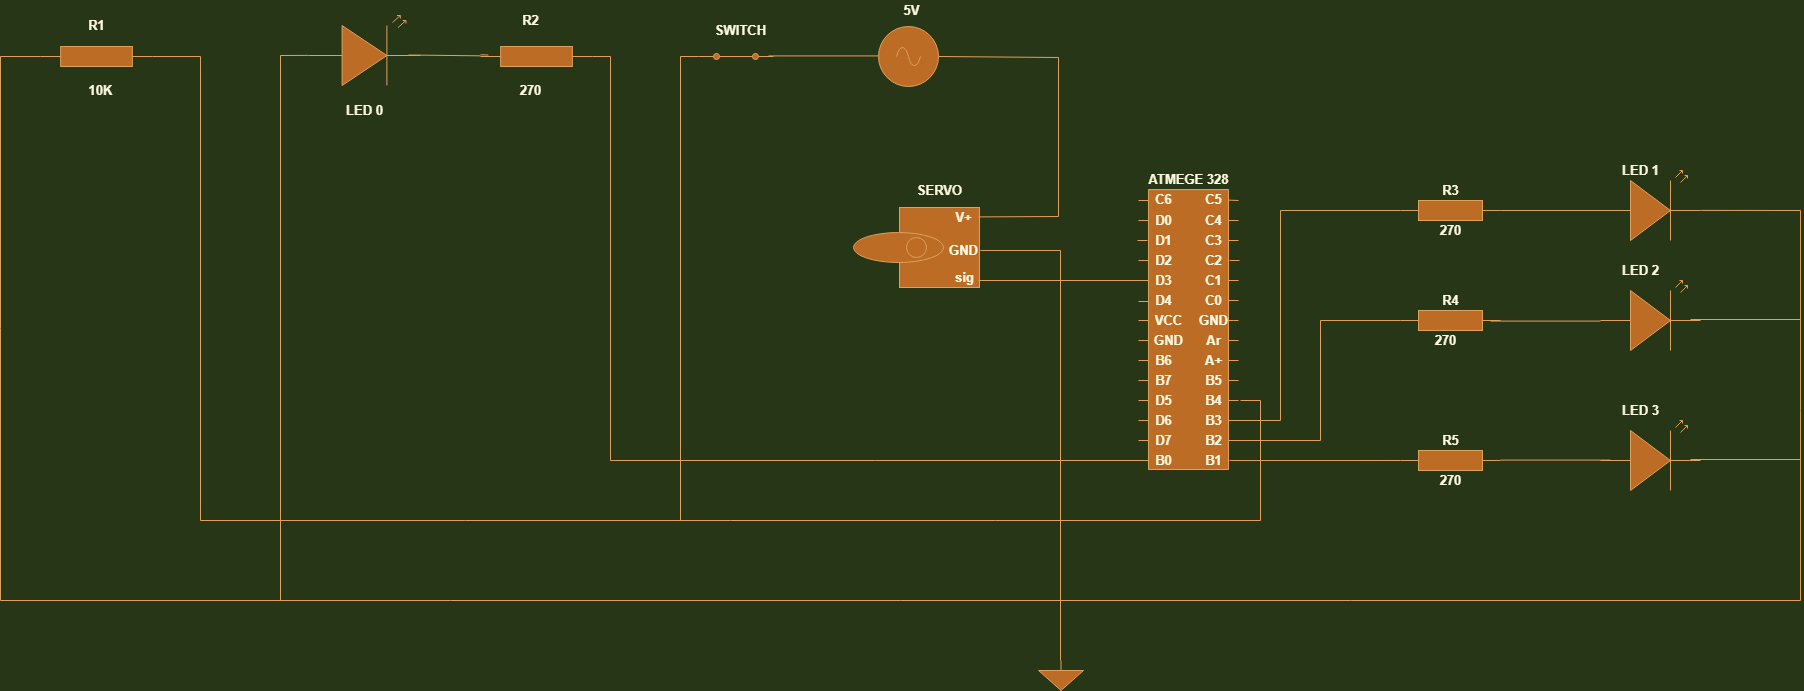 R1
10K
LED 0
R2
270
SWITCH
5V
SERVO
V+
GND
sig
ATMEGE 328
C6 C5
D0 C4
D1 C3
D2 C2
D3 C1
D4 C0
VCC GND
GND Ar
B6 A+
B7 B5
D5 B4
D6 B3
D7 B2
B0 B1
R3
270
LED 1
R4
270
LED 2
R5
270
LED 3